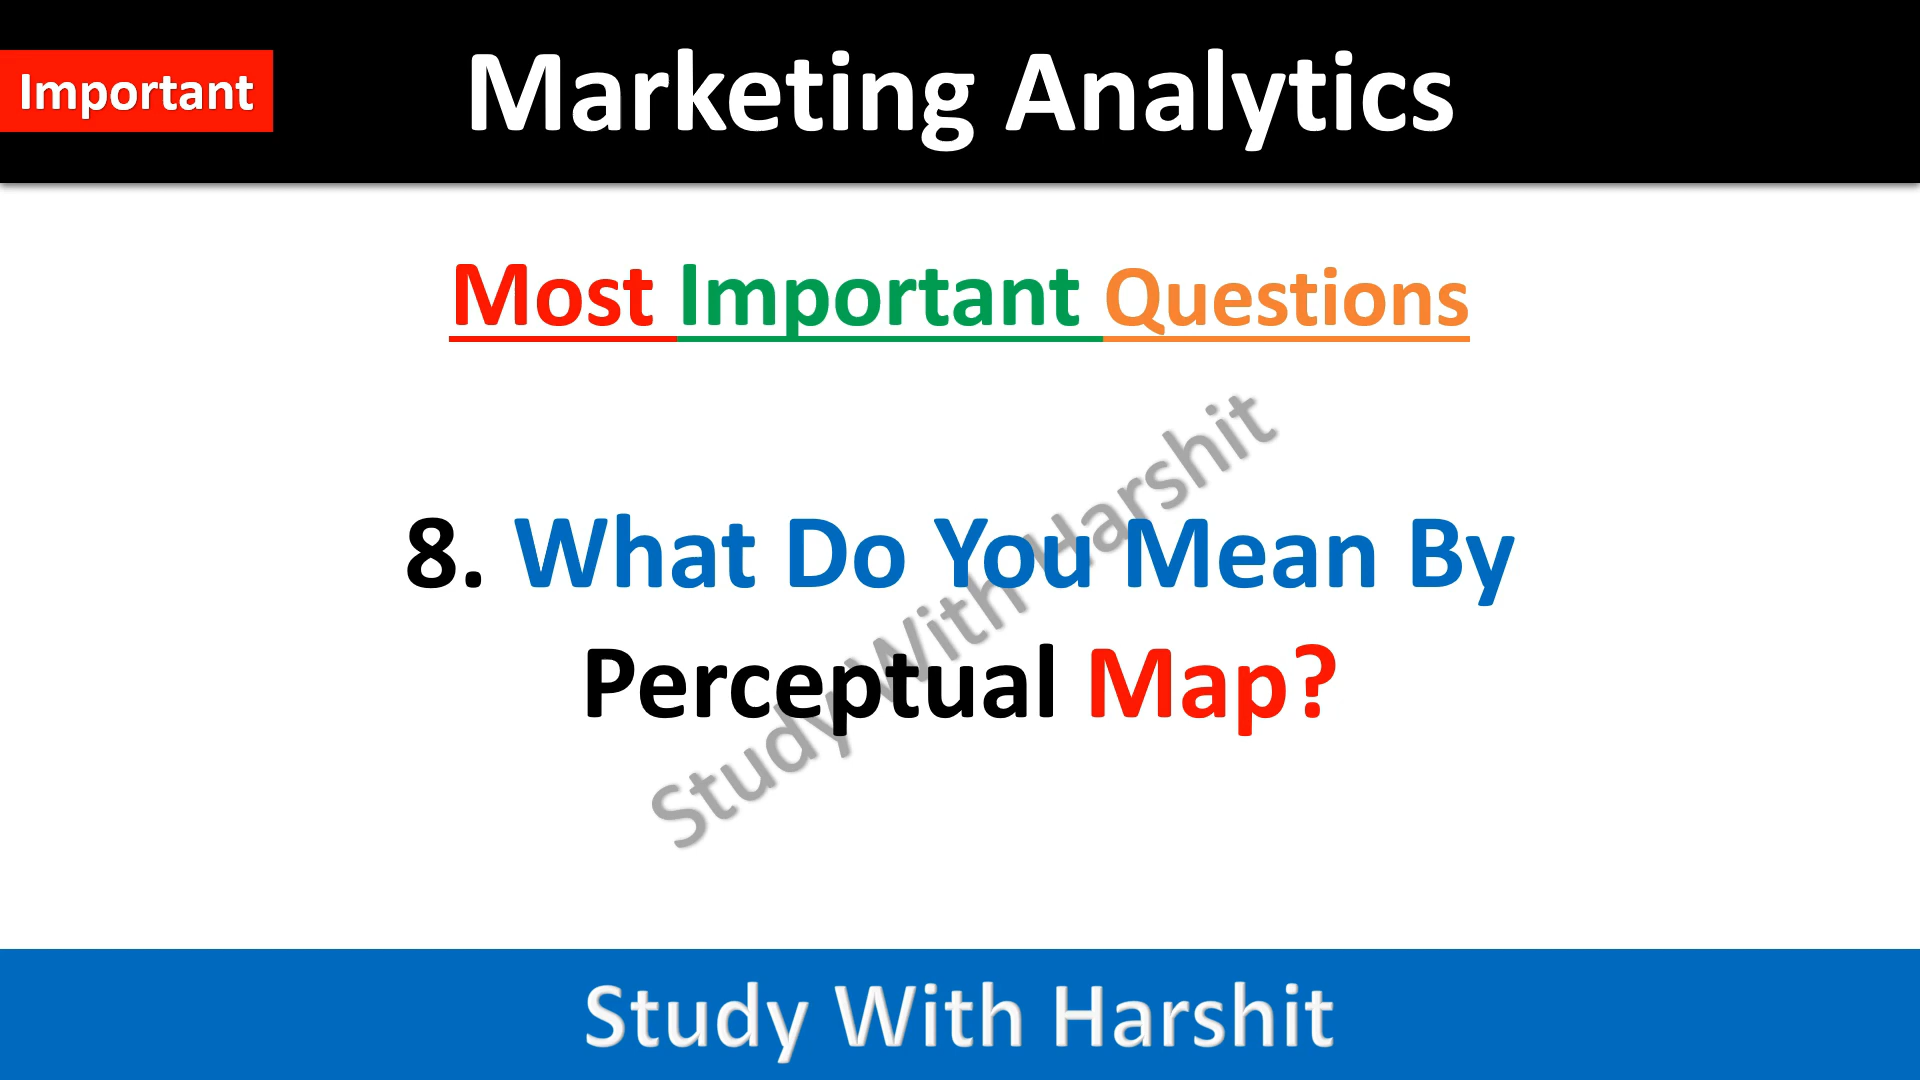 Important
Marketing Analytics
Most Important Questions
8. What Do You Mean By
Perceptual Map?
Study With Harshit
Study With Harshit